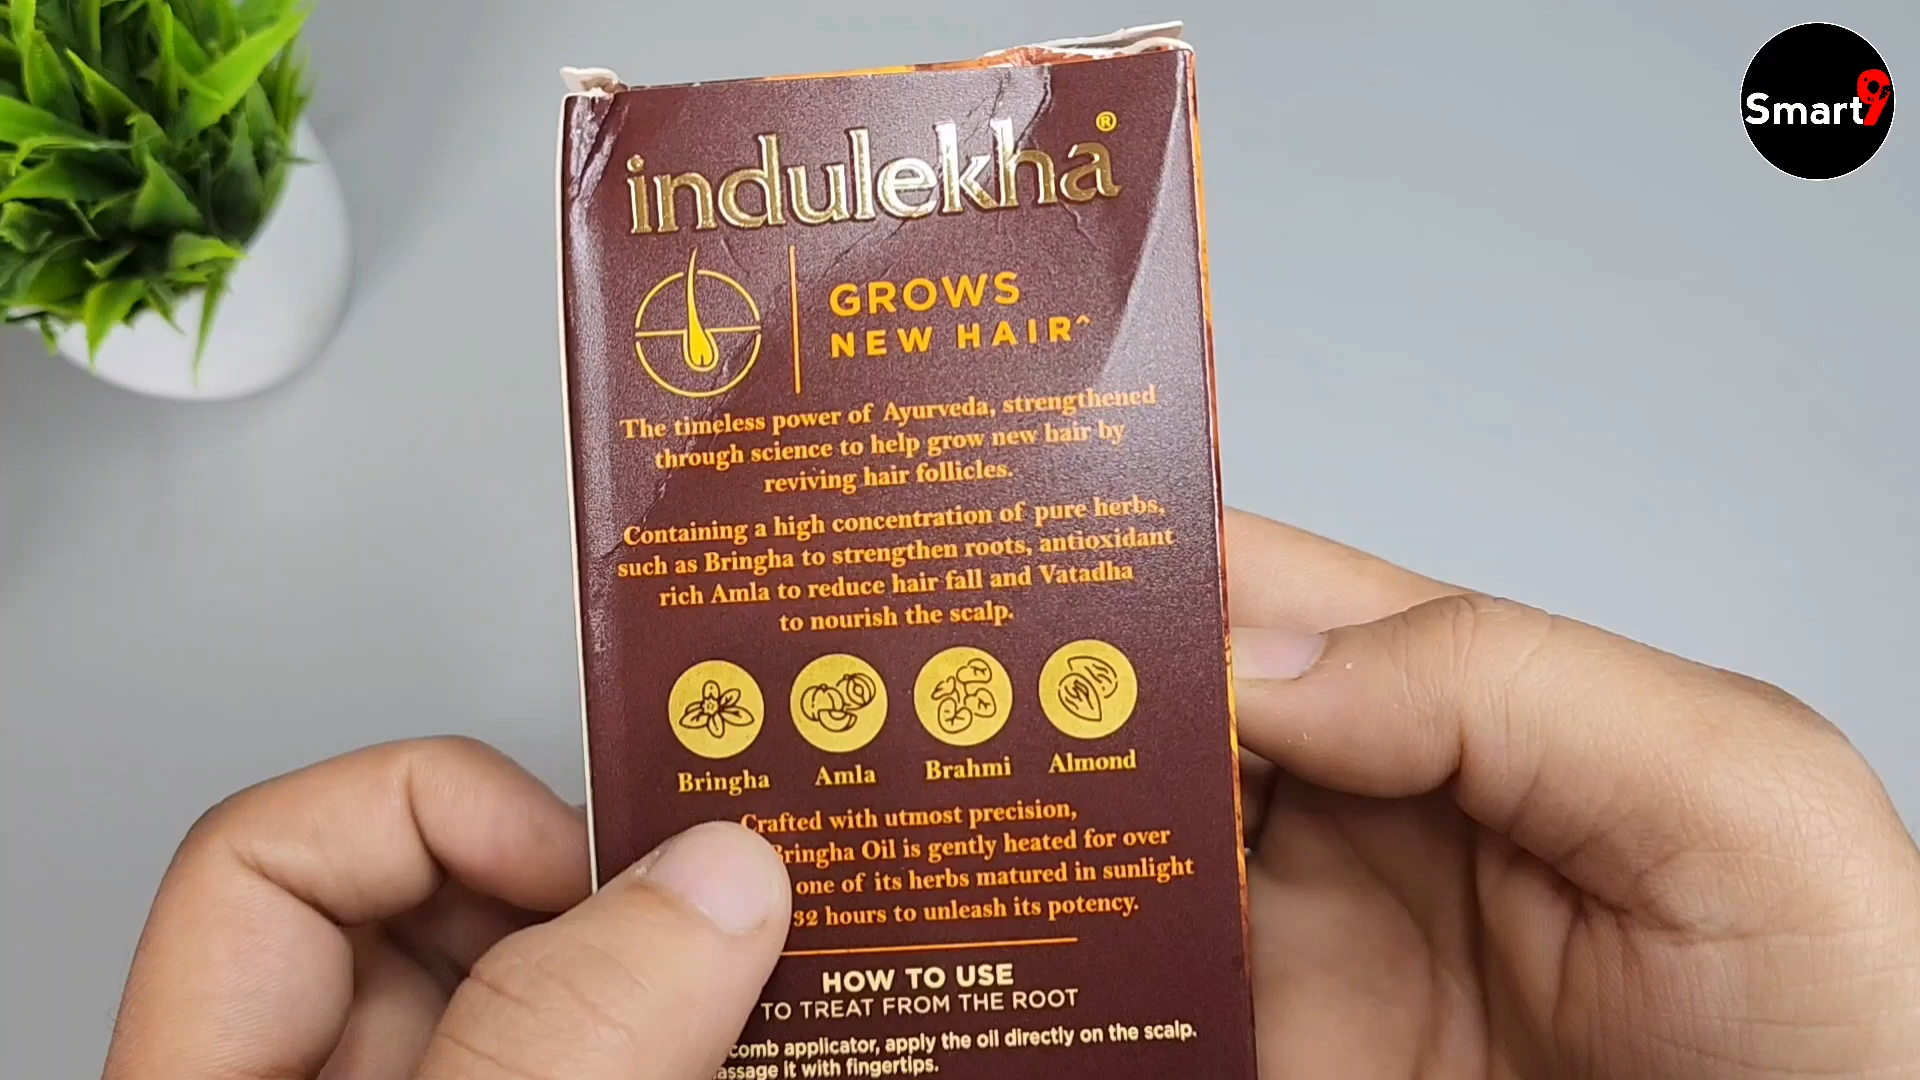 Smart9
indulekha®
GROWS
NEW HAIR^
The timeless power of Ayurveda, strengthened
through science to help grow new hair by
reviving hair follicles.
Containing a high concentration of pure herbs,
such as Bringha to strengthen roots, antioxidant
rich Amla to reduce hair fall and Vatadha
to nourish the scalp.
Bringha Amla Brahmi Almond
Crafted with utmost precision,
Bringha Oil is gently heated for over
one of its herbs matured in sunlight
32 hours to unleash its potency.
HOW TO USE
TO TREAT FROM THE ROOT
comb applicator, apply the oil directly on the scalp.
it with fingertips.